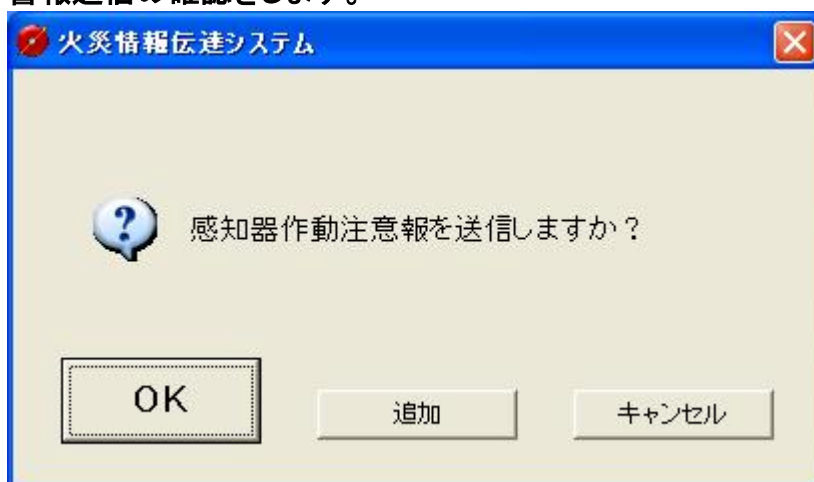 警報送信の確認をします。
火災情報伝達システム
感知器作動注意報を送信しますか？
OK
追加
キャンセル